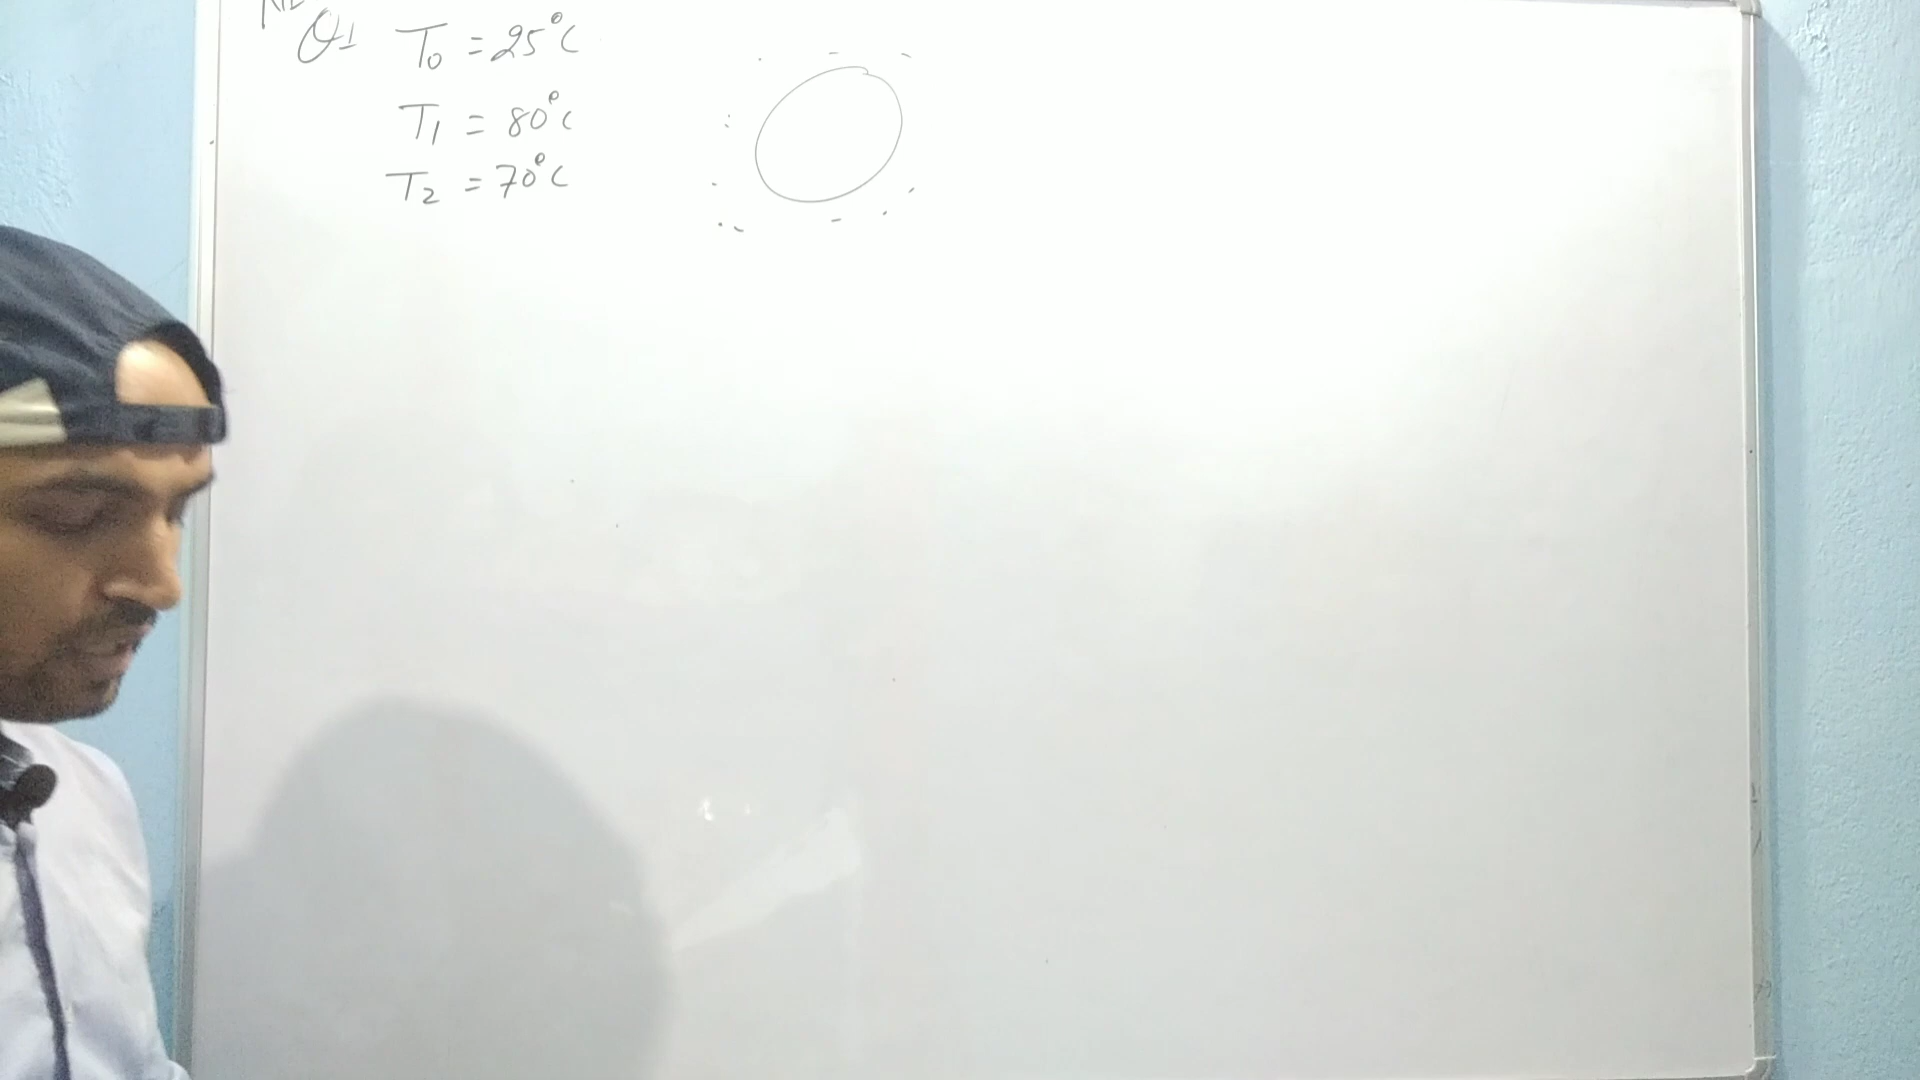 Q1 T₀ = 25°C
T₁ = 80°C
T₂ = 70°C